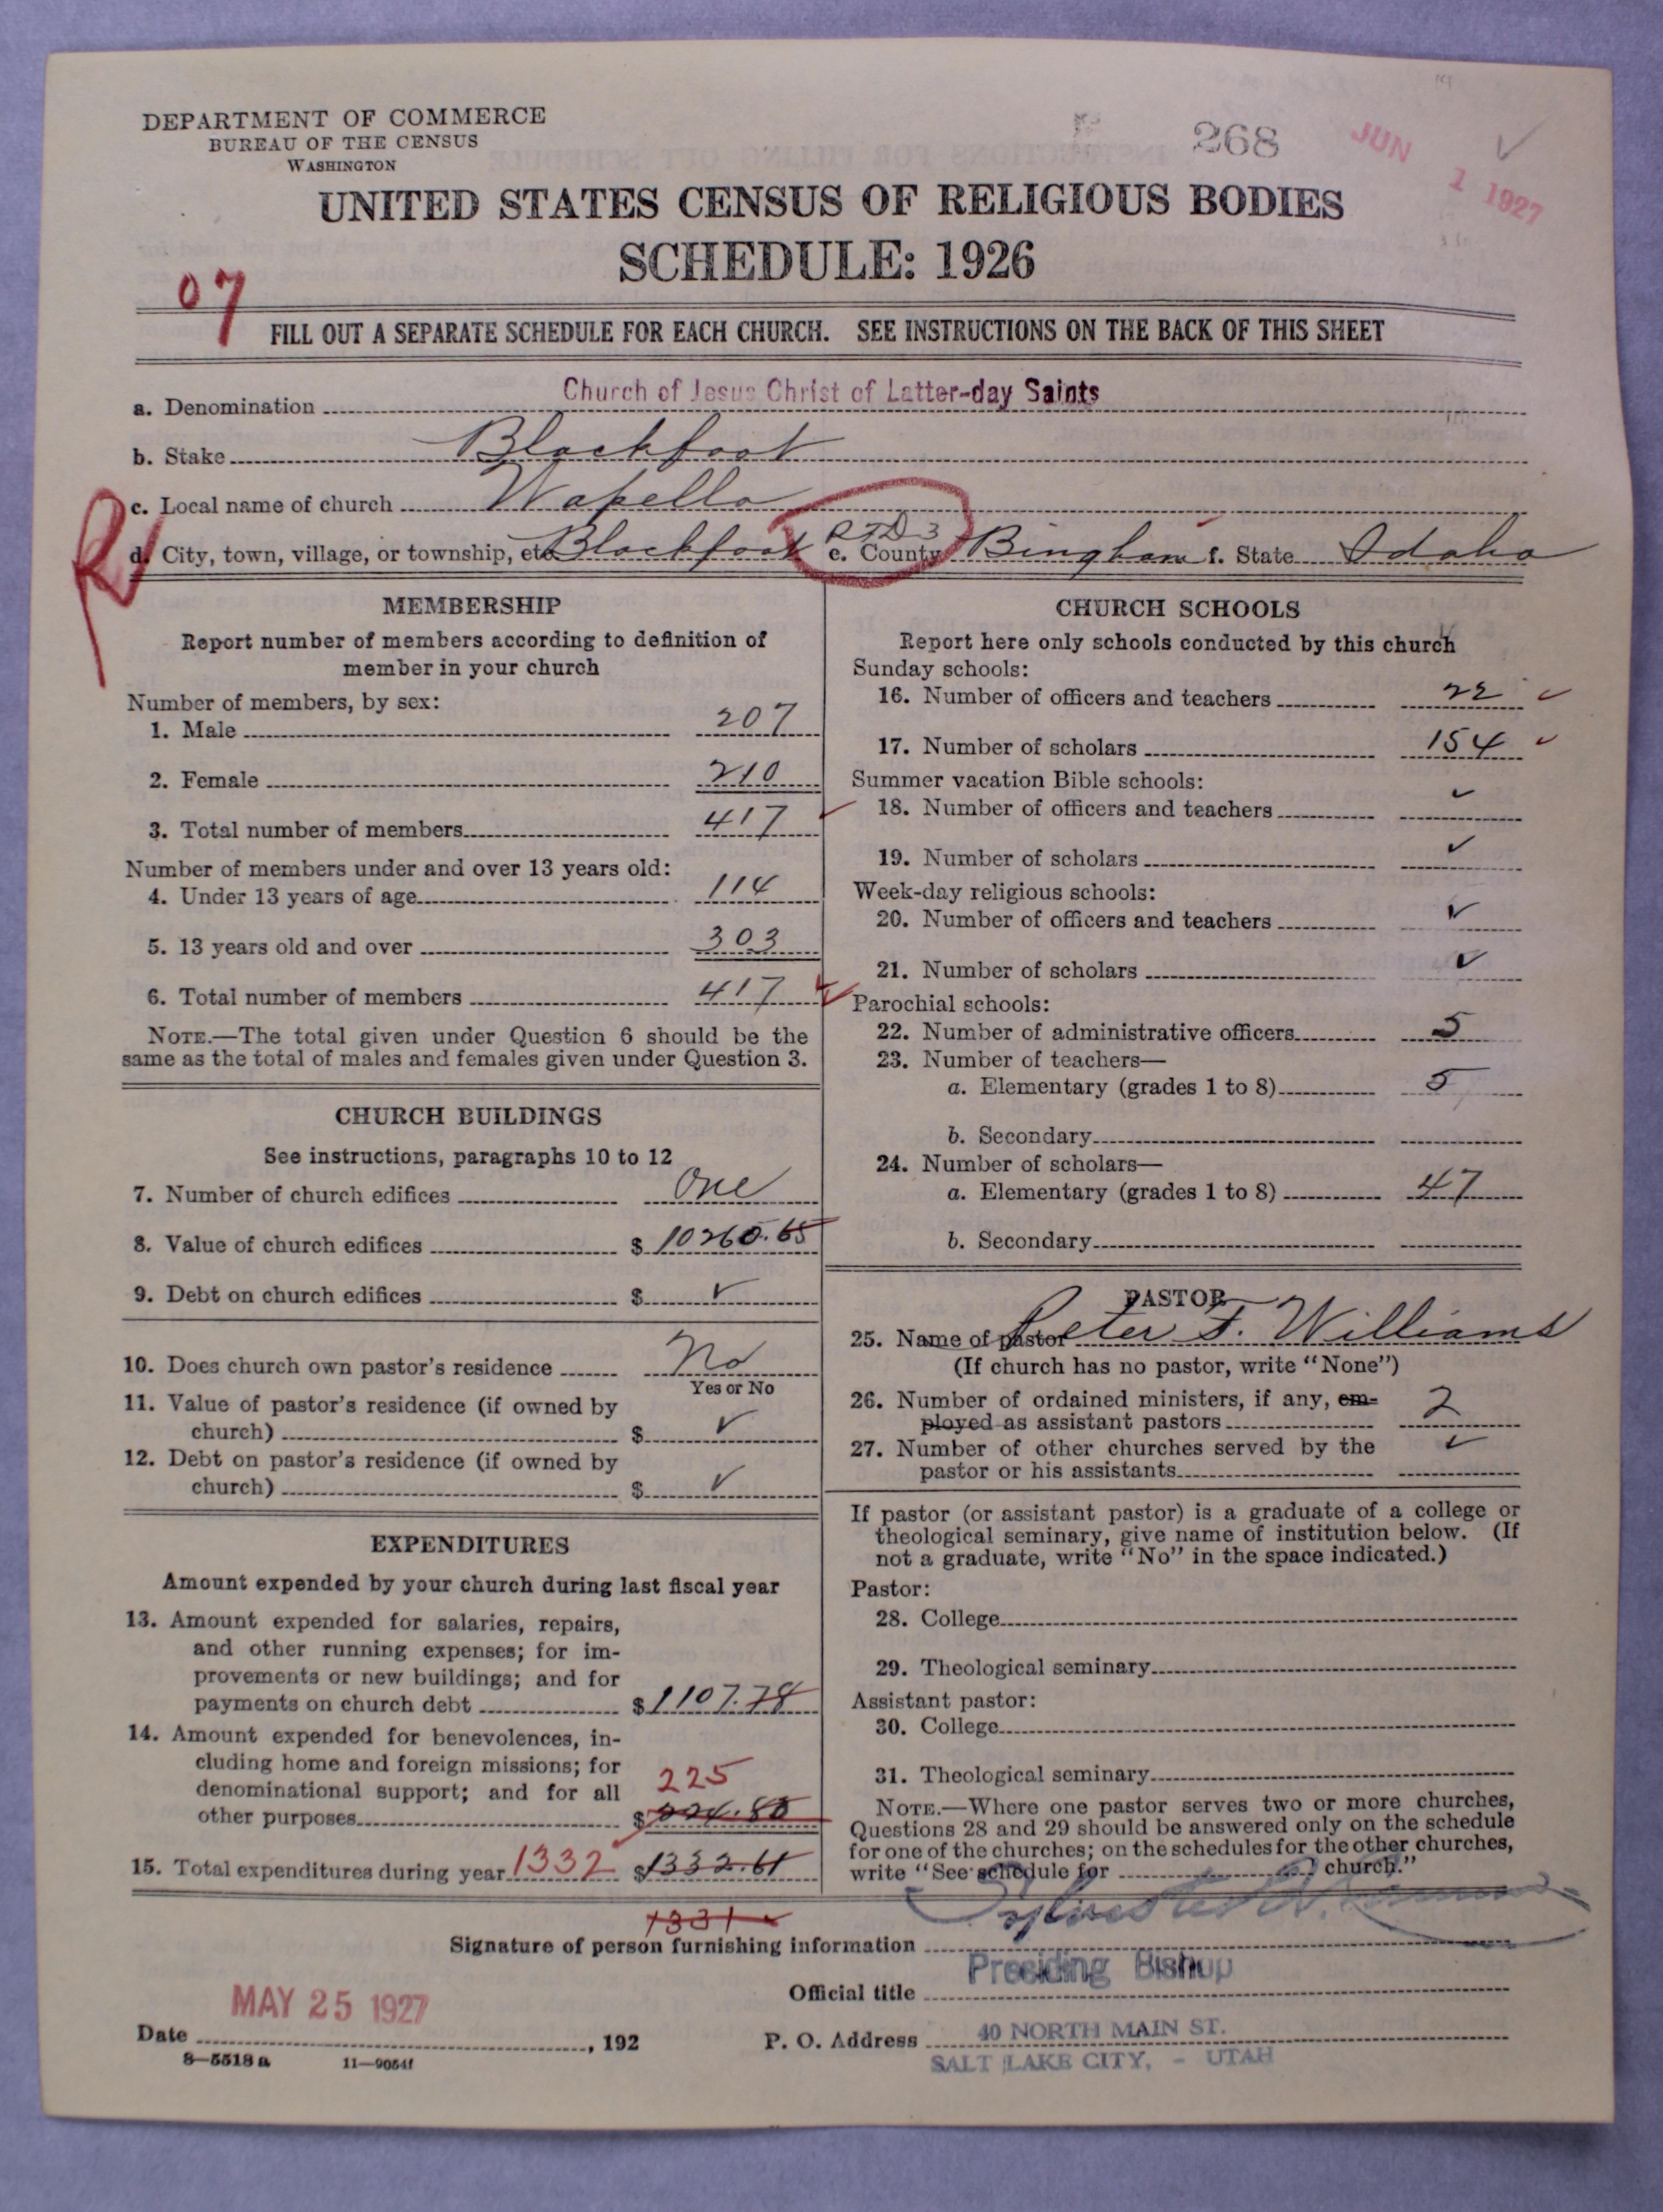 DEPARTMENT OF COMMERCE
BUREAU OF THE CENSUS
WASHINGTON
268
JUN 1 1927
UNITED STATES CENSUS OF RELIGIOUS BODIES
SCHEDULE: 1926
07
FILL OUT A SEPARATE SCHEDULE FOR EACH CHURCH. SEE INSTRUCTIONS ON THE BACK OF THIS SHEET
a. Denomination Church of Jesus Christ of Latter-day Saints
b. Stake Blackfoot
c. Local name of church Wapello
R
d. City, town, village, or township, etc Blackfoot RFD 3 e. County Bingham f. State Idaho
MEMBERSHIP
Report number of members according to definition of
member in your church
Number of members, by sex:
1. Male 207
2. Female 210
3. Total number of members 417
Number of members under and over 13 years old:
4. Under 13 years of age 114
5. 13 years old and over 303
6. Total number of members 417
NOTE.—The total given under Question 6 should be the
same as the total of males and females given under Question 3.
CHURCH BUILDINGS
See instructions, paragraphs 10 to 12
7. Number of church edifices One
8. Value of church edifices $ 10260.65
9. Debt on church edifices $ ✓
10. Does church own pastor's residence No
Yes or No
11. Value of pastor's residence (if owned by
church) $ ✓
12. Debt on pastor's residence (if owned by
church) $ ✓
EXPENDITURES
Amount expended by your church during last fiscal year
13. Amount expended for salaries, repairs,
and other running expenses; for im-
provements or new buildings; and for
payments on church debt $ 1107.78
14. Amount expended for benevolences, in-
cluding home and foreign missions; for
denominational support; and for all 225
other purposes $ 224.83
15. Total expenditures during year 1332 $ 1332.61
1331
CHURCH SCHOOLS
Report here only schools conducted by this church
Sunday schools:
16. Number of officers and teachers 22 ✓
17. Number of scholars 154 ✓
Summer vacation Bible schools:
18. Number of officers and teachers ✓
19. Number of scholars ✓
Week-day religious schools:
20. Number of officers and teachers ✓
21. Number of scholars ✓
Parochial schools:
22. Number of administrative officers 5
23. Number of teachers—
a. Elementary (grades 1 to 8) 5
b. Secondary
24. Number of scholars—
a. Elementary (grades 1 to 8) 47
b. Secondary
PASTOR
25. Name of pastor Peter F. Williams
(If church has no pastor, write "None")
26. Number of ordained ministers, if any, em-
ployed as assistant pastors 2
27. Number of other churches served by the
pastor or his assistants ✓
If pastor (or assistant pastor) is a graduate of a college or
theological seminary, give name of institution below. (If
not a graduate, write "No" in the space indicated.)
Pastor:
28. College
29. Theological seminary
Assistant pastor:
30. College
31. Theological seminary
NOTE.—Where one pastor serves two or more churches,
Questions 28 and 29 should be answered only on the schedule
for one of the churches; on the schedules for the other churches,
write "See schedule for church."
Signature of person furnishing information
Official title Presiding Bishop
MAY 25 1927
Date , 192
P. O. Address 40 NORTH MAIN ST.
SALT LAKE CITY, - UTAH
8—5518 a 11—9054f